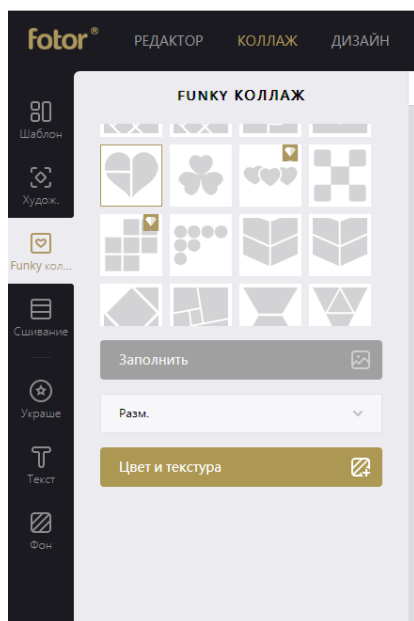 fotor®
РЕДАКТОР КОЛЛАЖ ДИЗАЙН
FUNKY КОЛЛАЖ
Шаблон
Худож.
Funky кол...
Сшивание
Украше
Текст
Фон
Заполнить
Разм.
Цвет и текстура